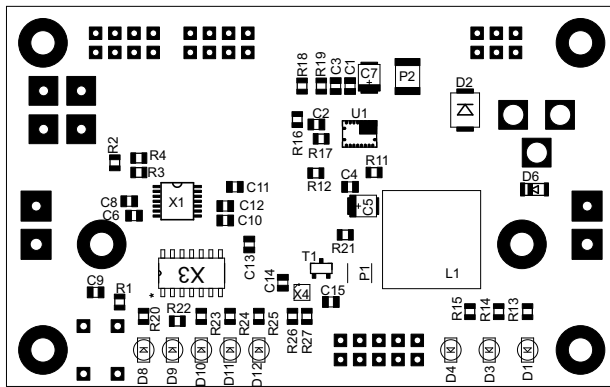 R18
R19
C3
C1
C7
P2
D2
C2
U1
R16
R17
R2
R4
R3
R12
R11
D6
C11
C4
C8
X1
C12
C5
C6
C10
C13
R21
T1
X3
C14
P1
L1
C9
R1
X4
C15
*
R20
R22
R23
R24
R25
R26
R27
R15
R14
R13
D8
D9
D10
D11
D12
D4
D3
D1